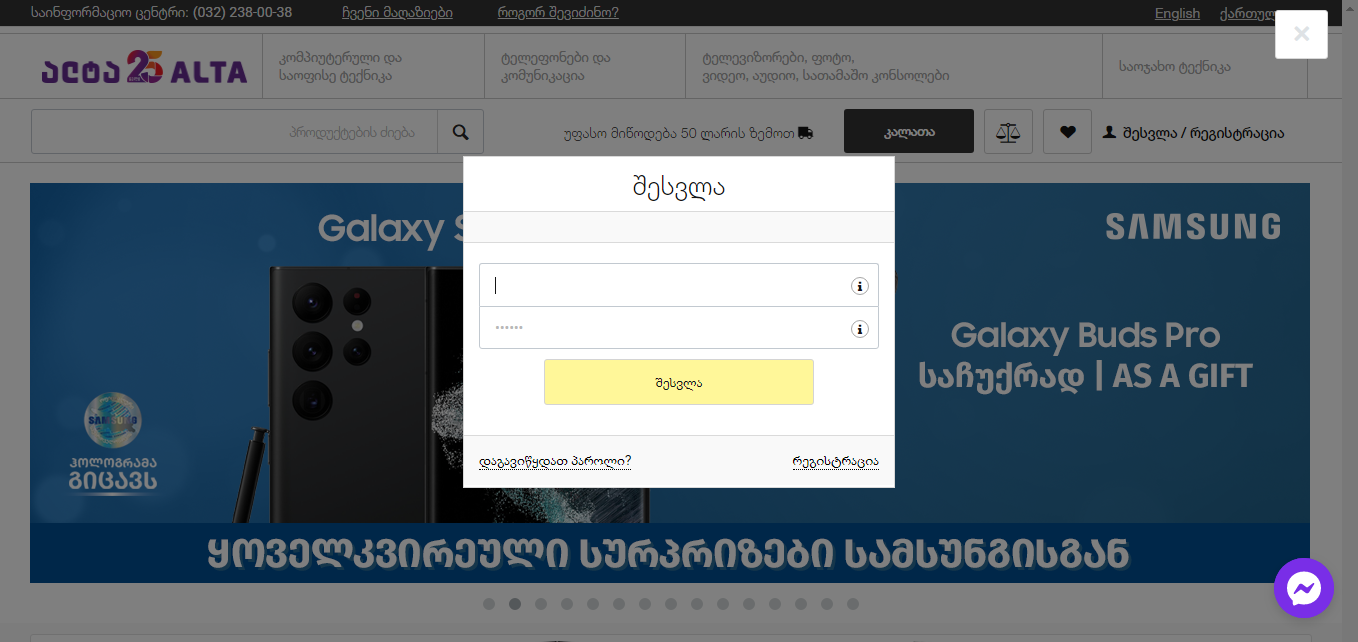 საინფორმაციო ცენტრი: (032) 238-00-38
ჩვენი მაღაზიები
როგორ შევიძინო?
English
ალტა 25 ALTA
კომპიუტერული და
საოფისე ტექნიკა
ტელეფონები და
კომუნიკაცია
ტელევიზორები, ფოტო,
ვიდეო, აუდიო, სათამაშო კონსოლები
საოჯახო ტექნიკა
პროდუქტების ძიება
უფასო მიწოდება 50 ლარის ზემოთ
კალათა
შესვლა / რეგისტრაცია
შესვლა
Galaxy S
SAMSUNG
Galaxy Buds Pro
საჩუქრად | AS A GIFT
შესვლა
SAMSUNG
ჰოლოგრამა
გიცავს
დაგავიწყდათ პაროლი?
რეგისტრაცია
ყოველკვირეული სურპრიზები სამსუნგისგან